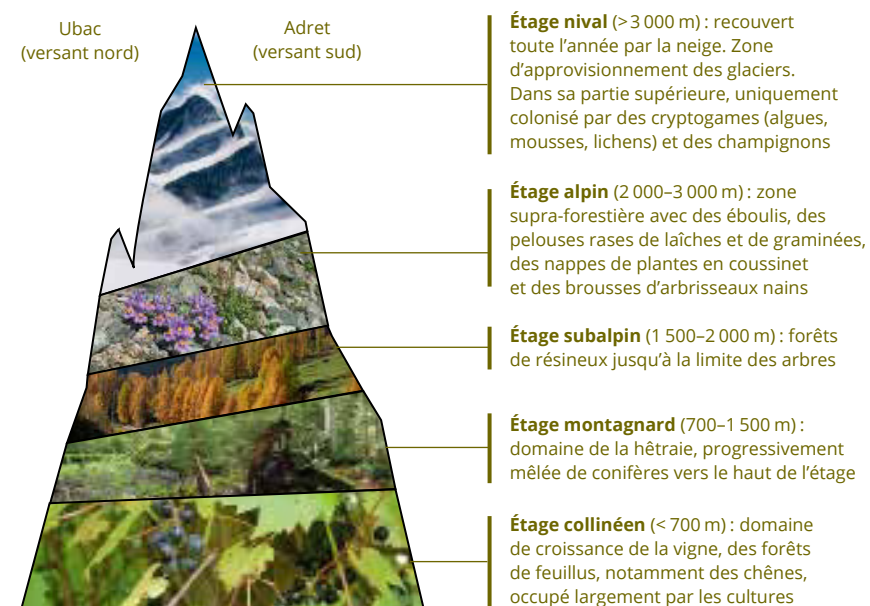 Ubac
(versant nord)
Adret
(versant sud)
Étage nival (> 3 000 m) : recouvert
toute l’année par la neige. Zone
d’approvisionnement des glaciers.
Dans sa partie supérieure, uniquement
colonisé par des cryptogames (algues,
mousses, lichens) et des champignons
Étage alpin (2 000–3 000 m) : zone
supra-forestière avec des éboulis, des
pelouses rases de laîches et de graminées,
des nappes de plantes en coussinet
et des brousses d’arbrisseaux nains
Étage subalpin (1 500–2 000 m) : forêts
de résineux jusqu’à la limite des arbres
Étage montagnard (700–1 500 m) :
domaine de la hêtraie, progressivement
mêlée de conifères vers le haut de l’étage
Étage collinéen (< 700 m) : domaine
de croissance de la vigne, des forêts
de feuillus, notamment des chênes,
occupé largement par les cultures